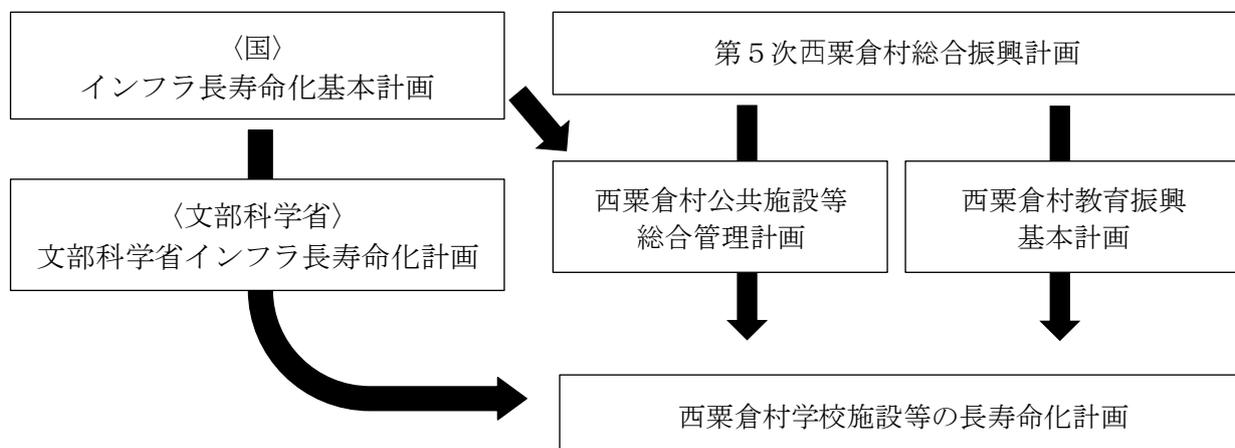 〈国〉
インフラ長寿命化基本計画
第５次西粟倉村総合振興計画
〈文部科学省〉
文部科学省インフラ長寿命化計画
西粟倉村公共施設等
総合管理計画
西粟倉村教育振興
基本計画
西粟倉村学校施設等の長寿命化計画